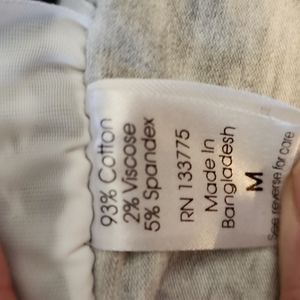 93% Cotton
2% Viscose
5% Spandex
RN 133775
Made In
Bangladesh
M
See reverse for care